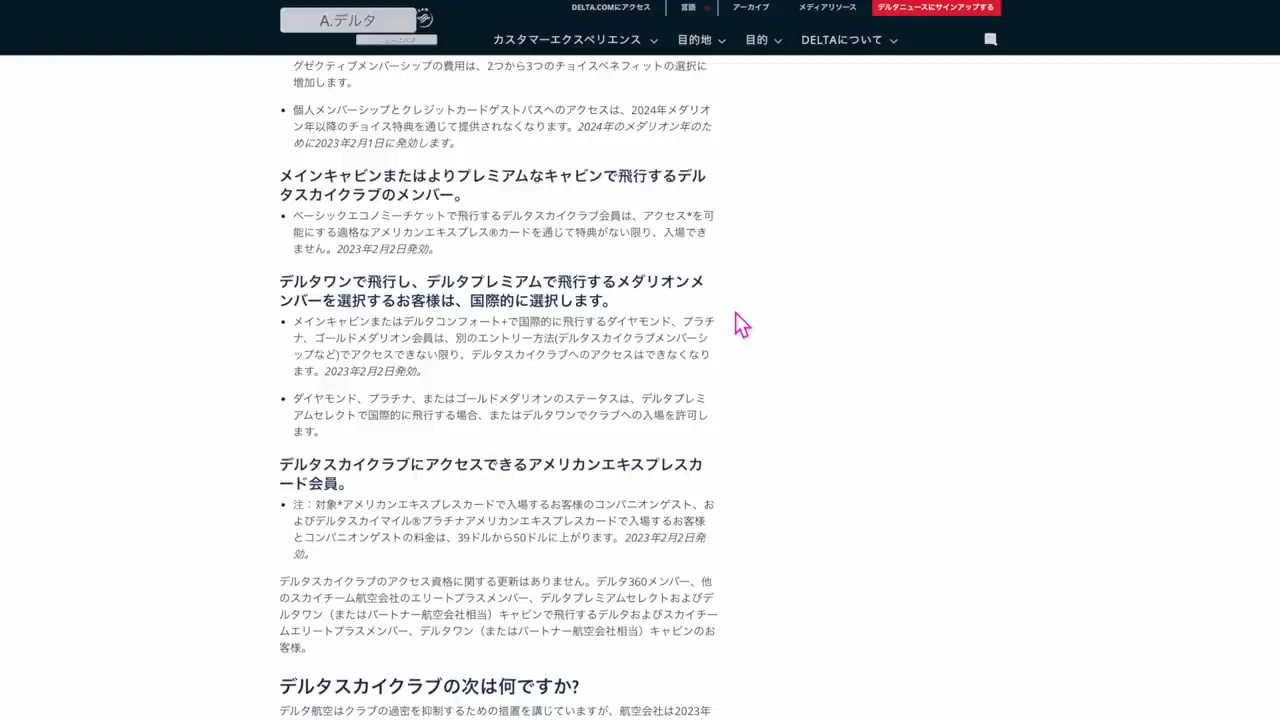 DELTA.COMにアクセス
言語
アーカイブ
メディアリソース
デルタニュースにサインアップする
A.デルタ
カスタマーエクスペリエンス
目的地
目的
DELTAについて
グゼクティブメンバーシップの費用は、2つから3つのチョイスベネフィットの選択に
増加します。
• 個人メンバーシップとクレジットカードゲストパスへのアクセスは、2024年メダリオ
ン年以降のチョイス特典を通じて提供されなくなります。2024年のメダリオン年のた
めに2023年2月1日に発効します。
メインキャビンまたはよりプレミアムなキャビンで飛行するデル
タスカイクラブのメンバー。
• ベーシックエコノミーチケットで飛行するデルタスカイクラブ会員は、アクセス*を可
能にする適格なアメリカンエキスプレス®カードを通じて特典がない限り、入場でき
ません。2023年2月2日発効。
デルタワンで飛行し、デルタプレミアムで飛行するメダリオンメ
ンバーを選択するお客様は、国際的に選択します。
• メインキャビンまたはデルタコンフォート+で国際的に飛行するダイヤモンド、プラチ
ナ、ゴールドメダリオン会員は、別のエントリー方法(デルタスカイクラブメンバーシ
ップなど)でアクセスできない限り、デルタスカイクラブへのアクセスはできなくなり
ます。2023年2月2日発効。
• ダイヤモンド、プラチナ、またはゴールドメダリオンのステータスは、デルタプレミ
アムセレクトで国際的に飛行する場合、またはデルタワンでクラブへの入場を許可し
ます。
デルタスカイクラブにアクセスできるアメリカンエキスプレスカ
ード会員。
• 注：対象*アメリカンエキスプレスカードで入場するお客様のコンパニオンゲスト、お
よびデルタスカイマイル®プラチナアメリカンエキスプレスカードで入場するお客様
とコンパニオンゲストの料金は、39ドルから50ドルに上がります。2023年2月2日発
効。
デルタスカイクラブのアクセス資格に関する更新はありません。デルタ360メンバー、他
のスカイチーム航空会社のエリートプラスメンバー、デルタプレミアムセレクトおよびデ
ルタワン（またはパートナー航空会社相当）キャビンで飛行するデルタおよびスカイチー
ムエリートプラスメンバー、デルタワン（またはパートナー航空会社相当）キャビンのお
客様。
デルタスカイクラブの次は何ですか?
デルタ航空はクラブの過密を抑制するための措置を講じていますが、航空会社は2023年